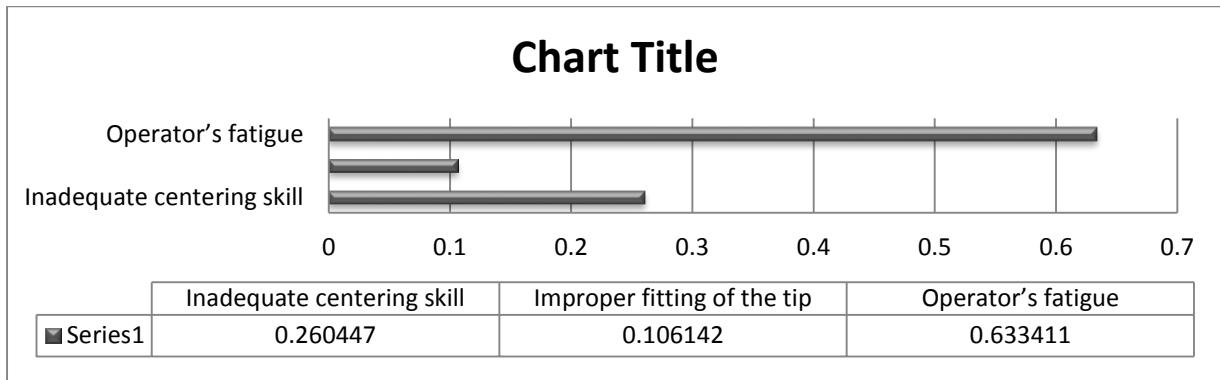 Chart Title
Operator’s fatigue
Inadequate centering skill
0 0.1 0.2 0.3 0.4 0.5 0.6 0.7
Inadequate centering skill Improper fitting of the tip Operator’s fatigue
Series1 0.260447 0.106142 0.633411